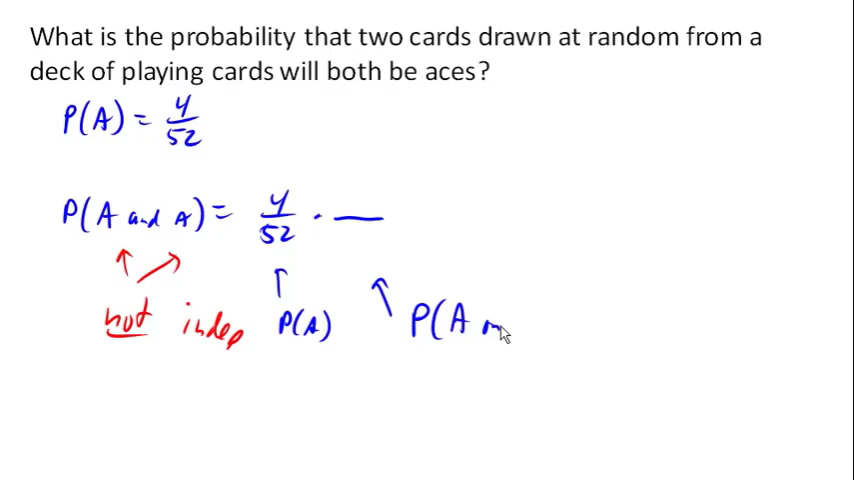 What is the probability that two cards drawn at random from a
deck of playing cards will both be aces?
P(A) = 4/52
P(A and A) = 4/52 · __
not indep P(A) P(A